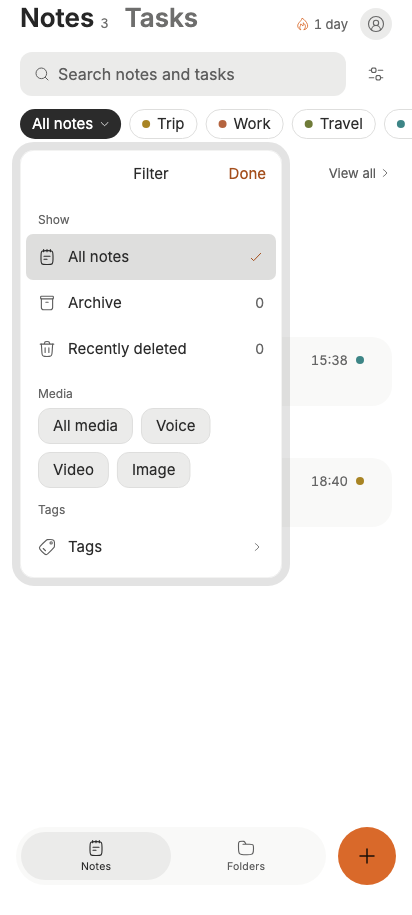 Notes 3 Tasks
1 day
Search notes and tasks
All notes Trip Work Travel
Filter Done
View all
Show
All notes
Archive 0
Recently deleted 0
15:38
Media
All media Voice
Video Image
18:40
Tags
Tags
Notes Folders